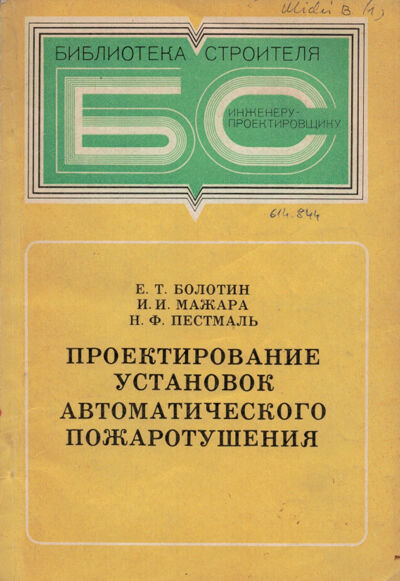 БИБЛИОТЕКА СТРОИТЕЛЯ
БС
ИНЖЕНЕРУ-
ПРОЕКТИРОВЩИКУ
614.844
Е. Т. БОЛОТИН
И. И. МАЖАРА
Н. Ф. ПЕСТМАЛЬ
ПРОЕКТИРОВАНИЕ
УСТАНОВОК
АВТОМАТИЧЕСКОГО
ПОЖАРОТУШЕНИЯ